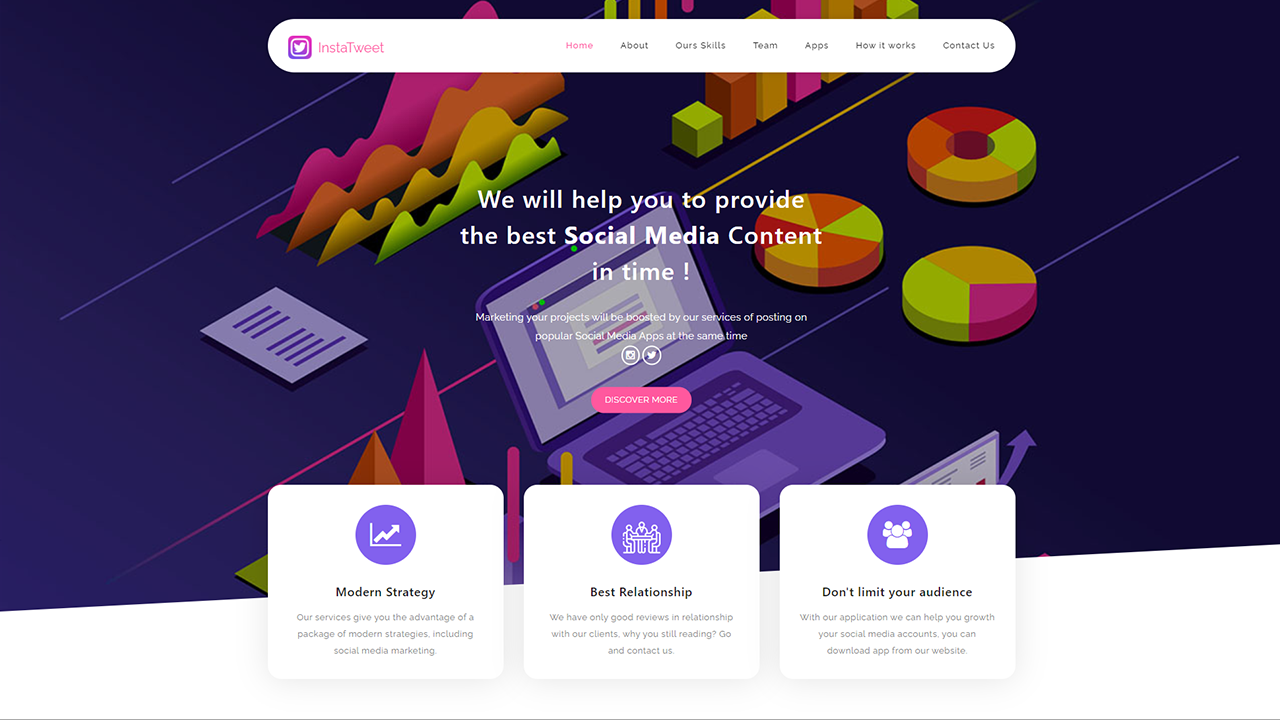 InstaTweet
Home About Ours Skills Team Apps How it works Contact Us
We will help you to provide
the best Social Media Content
in time !
Marketing your projects will be boosted by our services of posting on
popular Social Media Apps at the same time
DISCOVER MORE
Modern Strategy
Our services give you the advantage of a
package of modern strategies, including
social media marketing.
Best Relationship
We have only good reviews in relationship
with our clients, why you still reading? Go
and contact us.
Don't limit your audience
With our application we can help you growth
your social media accounts, you can
download app from our website.